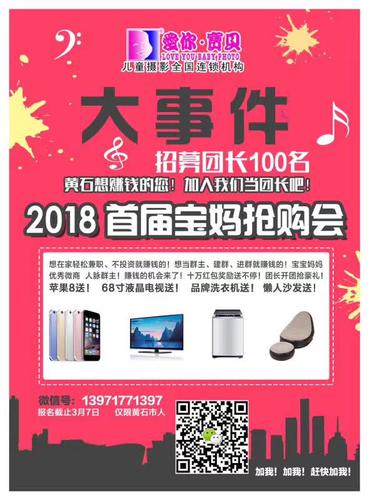 愛你·寶贝
LOVE YOU BABY PHOTO
儿童摄影全国连锁机构
大事件
招募团长100名
黄石想赚钱的您！加入我们当团长吧！
2018 首届宝妈抢购会
想在家轻松兼职、不投资就赚钱的！想当群主、建群、进群就赚钱的！宝宝妈妈
优秀微商 人脉群主！赚钱的机会来了！十万红包奖励送不停！团长开团抢豪礼！
苹果8送！ 68寸液晶电视送！ 品牌洗衣机送！ 懒人沙发送！
微信号：13971771397
报名截止3月7日 仅限黄石市人
加我！加我！赶快加我！